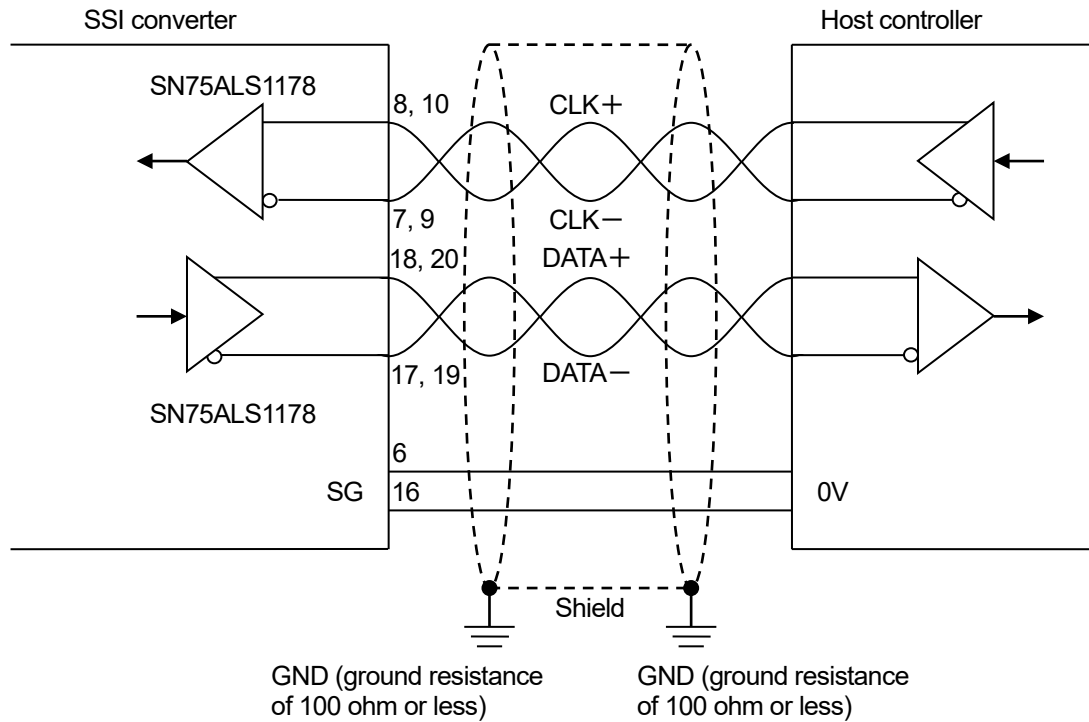 SSI converter
Host controller
SN75ALS1178
8, 10
CLK＋
7, 9
CLK－
18, 20
DATA＋
17, 19
DATA－
SN75ALS1178
6
SG
16
0V
Shield
GND (ground resistance
of 100 ohm or less)
GND (ground resistance
of 100 ohm or less)